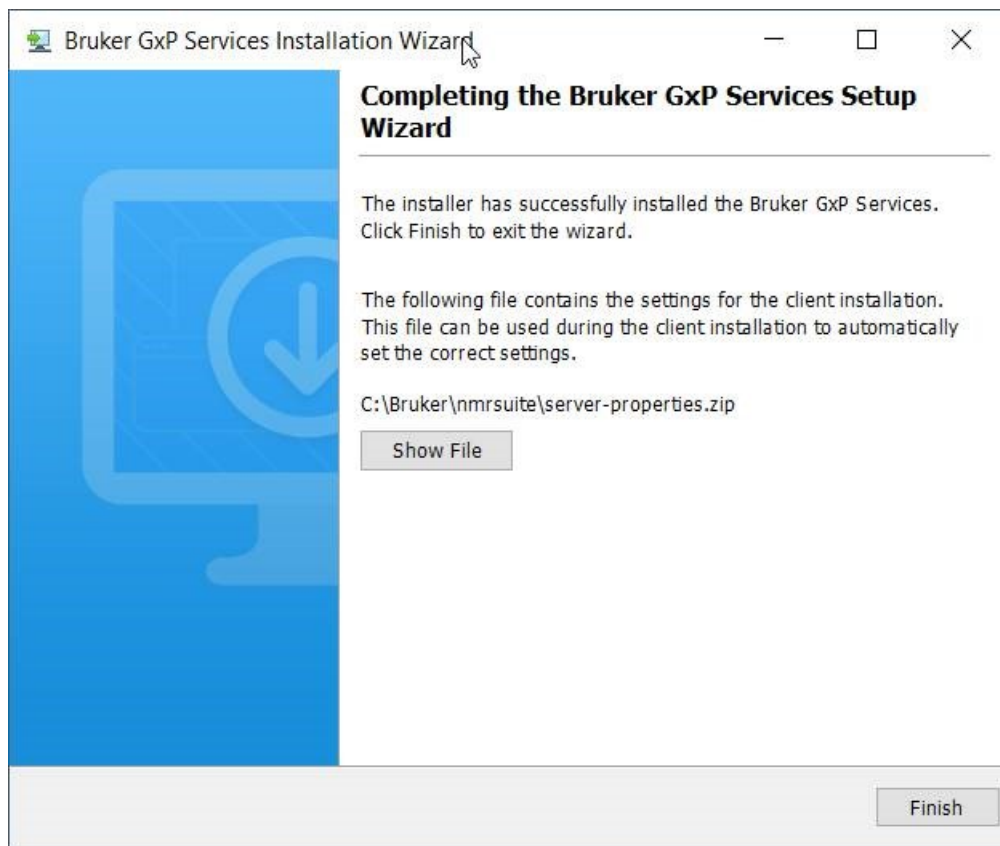 Bruker GxP Services Installation Wizard
Completing the Bruker GxP Services Setup
Wizard
The installer has successfully installed the Bruker GxP Services.
Click Finish to exit the wizard.
The following file contains the settings for the client installation.
This file can be used during the client installation to automatically
set the correct settings.
C:\Bruker\nmrsuite\server-properties.zip
Show File
Finish